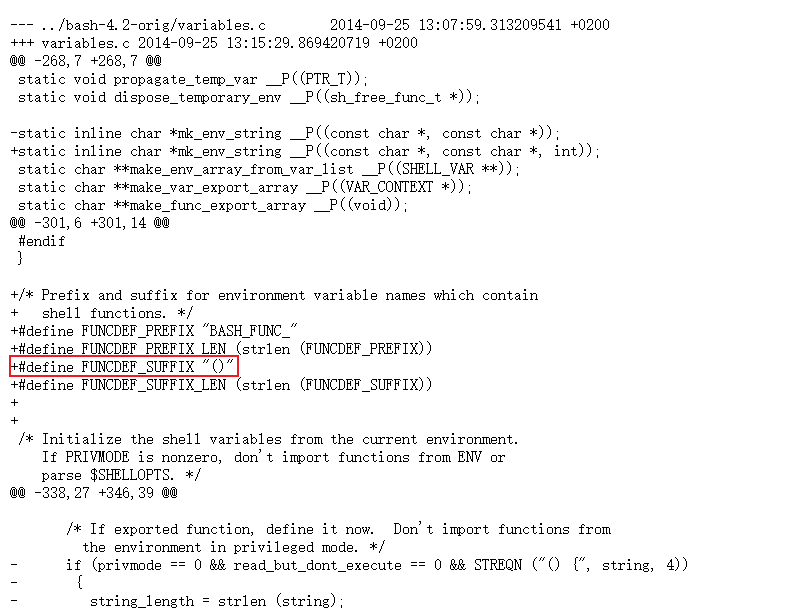 --- ../bash-4.2-orig/variables.c 2014-09-25 13:07:59.313209541 +0200
+++ variables.c 2014-09-25 13:15:29.869420719 +0200
@@ -268,7 +268,7 @@
static void propagate_temp_var __P((PTR_T));
static void dispose_temporary_env __P((sh_free_func_t *));
-static inline char *mk_env_string __P((const char *, const char *));
+static inline char *mk_env_string __P((const char *, const char *, int));
static char **make_env_array_from_var_list __P((SHELL_VAR **));
static char **make_var_export_array __P((VAR_CONTEXT *));
static char **make_func_export_array __P((void));
@@ -301,6 +301,14 @@
#endif
}
+/* Prefix and suffix for environment variable names which contain
+ shell functions. */
+#define FUNCDEF_PREFIX "BASH_FUNC_"
+#define FUNCDEF_PREFIX_LEN (strlen (FUNCDEF_PREFIX))
+#define FUNCDEF_SUFFIX "()"
+#define FUNCDEF_SUFFIX_LEN (strlen (FUNCDEF_SUFFIX))
+
+
/* Initialize the shell variables from the current environment.
If PRIVMODE is nonzero, don't import functions from ENV or
parse $SHELLOPTS. */
@@ -338,27 +346,39 @@
/* If exported function, define it now. Don't import functions from
the environment in privileged mode. */
- if (privmode == 0 && read_but_dont_execute == 0 && STREQN ("() {", string, 4))
- {
- string_length = strlen (string);